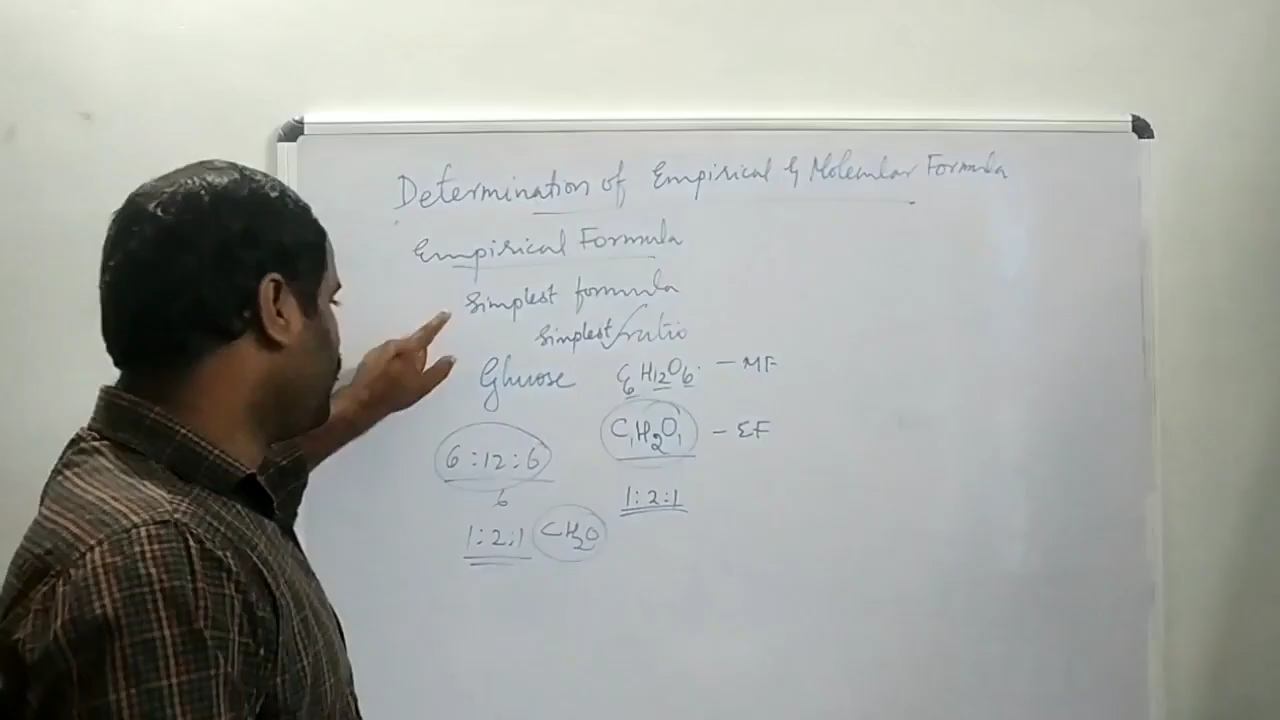 Determination of Empirical & Molecular Formula
Empirical Formula
Simplest formula
Simplest ratio
Glucose C6H12O6 - MF
C1H2O1 - EF
6:12:6
6
1:2:1
1:2:1 CH2O